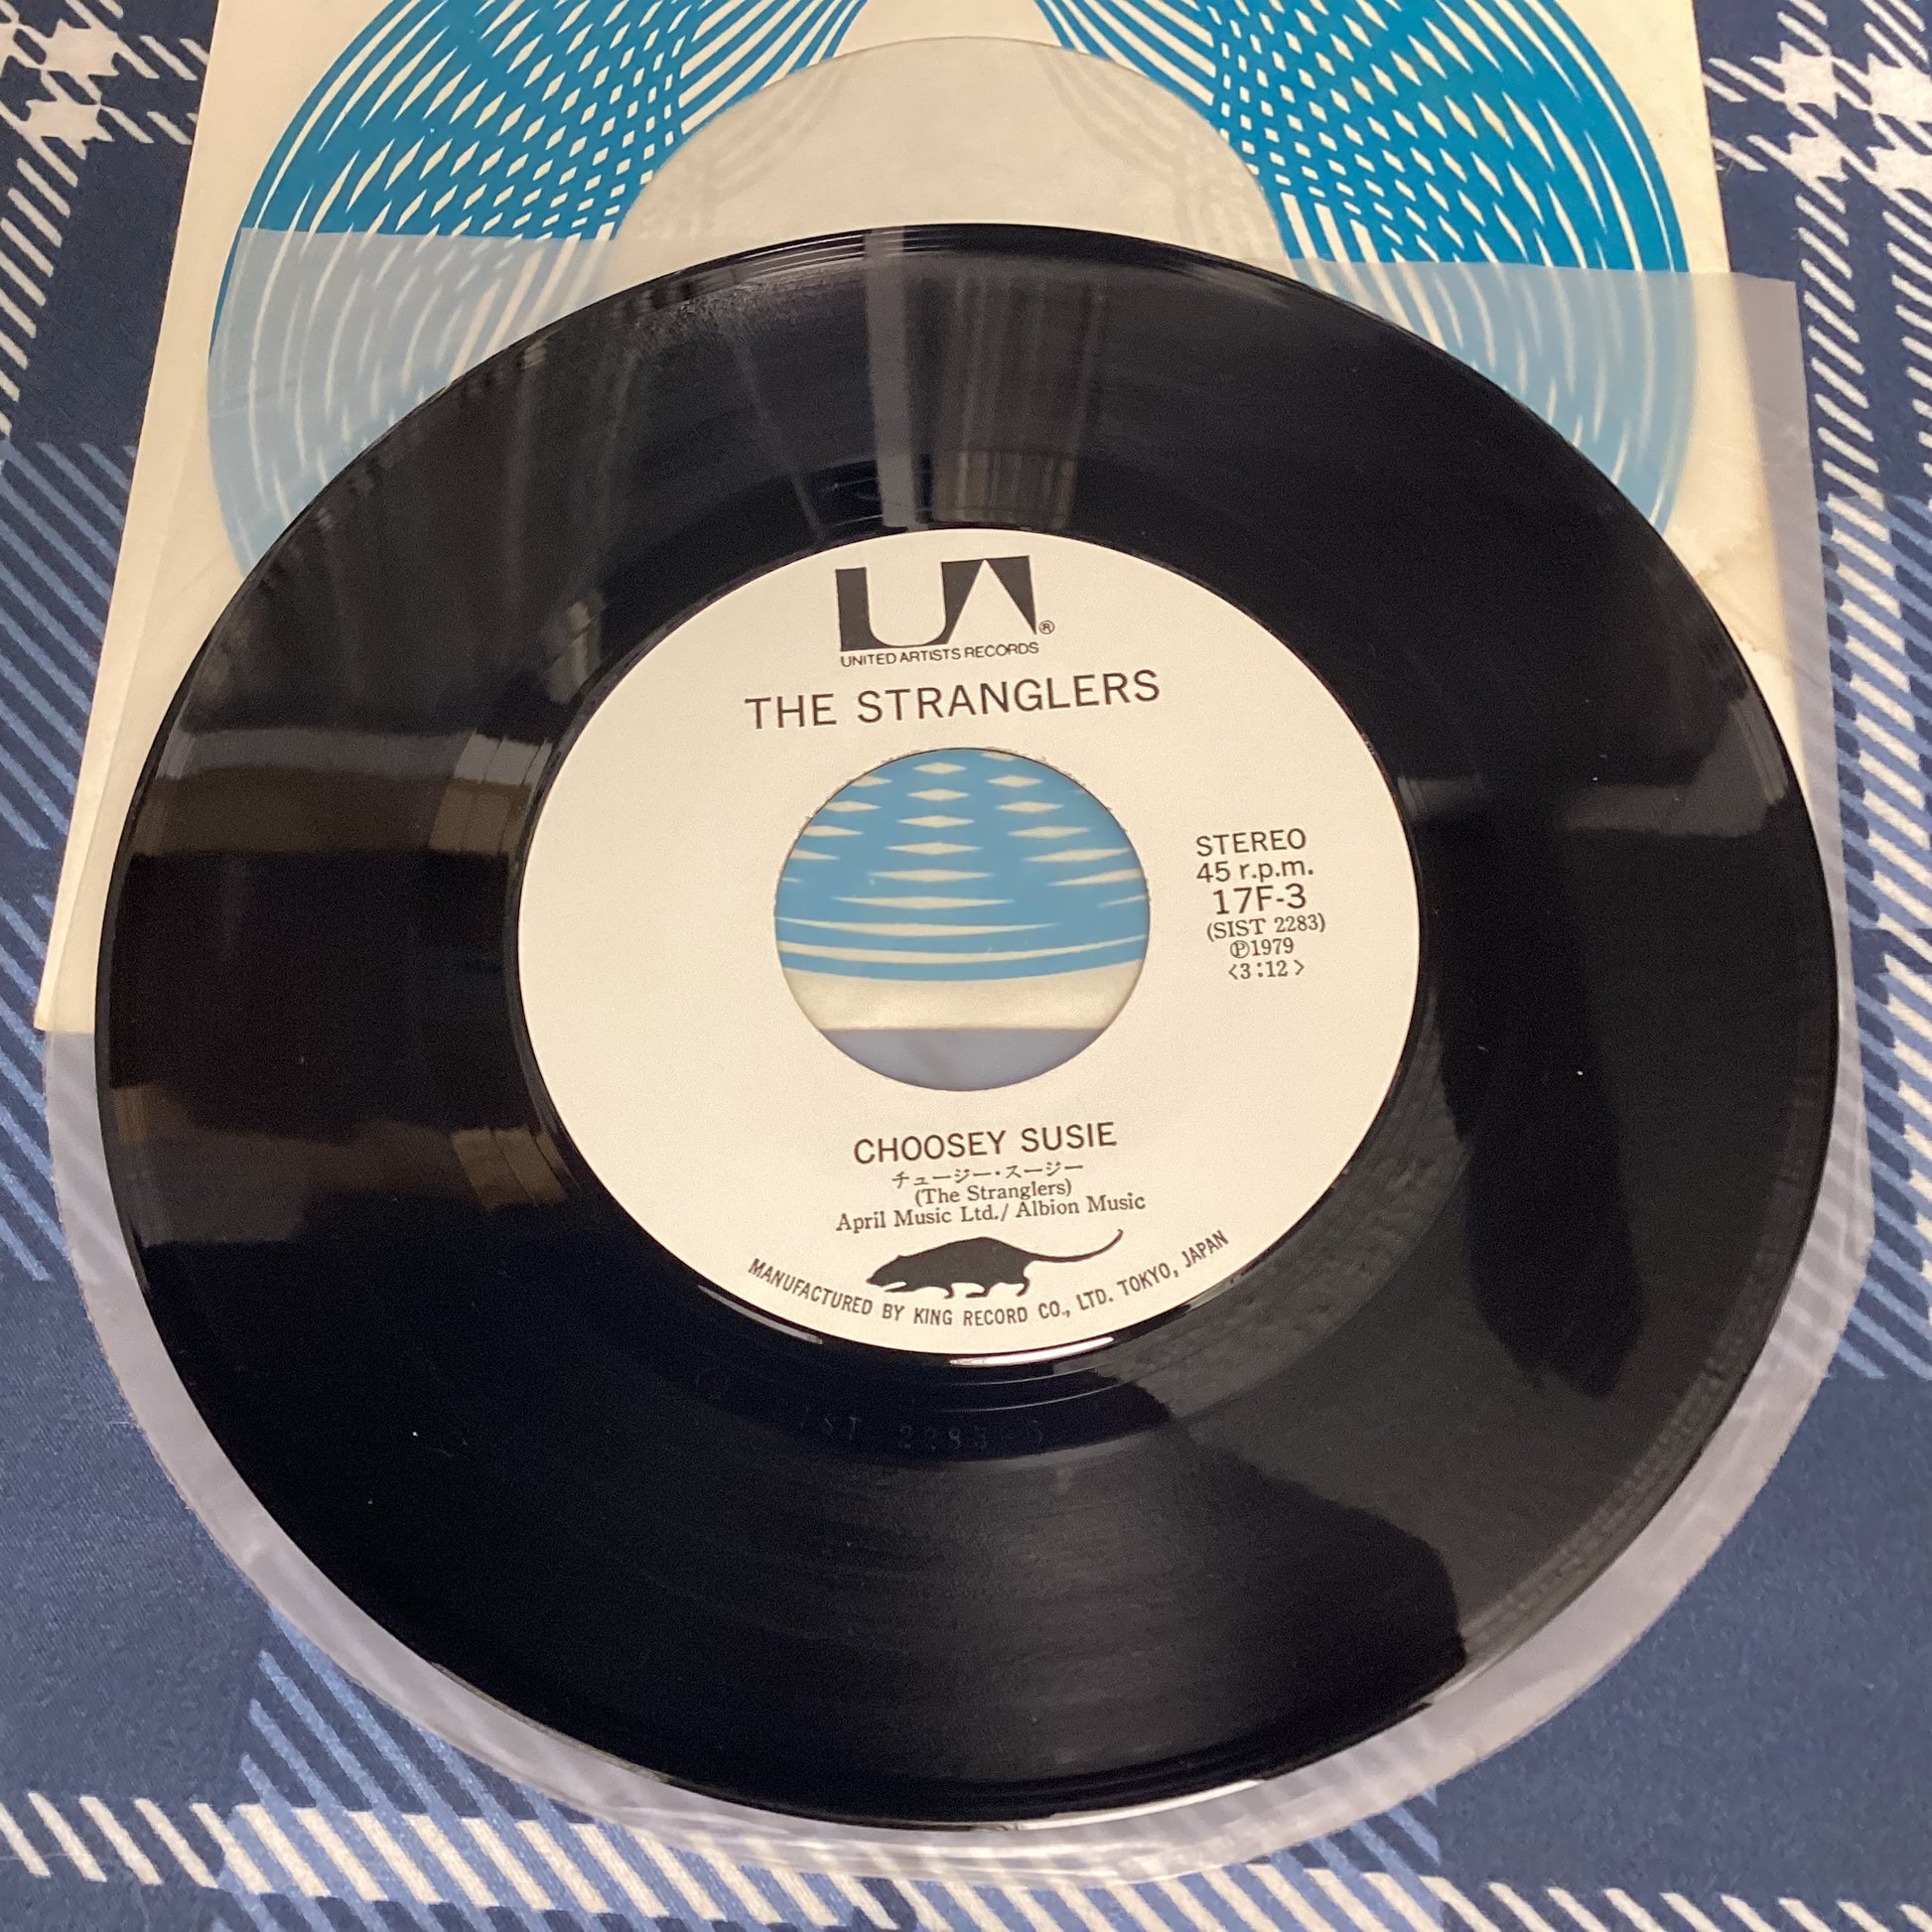 UA®
UNITED ARTISTS RECORDS
THE STRANGLERS
STEREO
45 r.p.m.
17F-3
(SIST 2283)
Ⓟ1979
<3:12>
CHOOSEY SUSIE
チュージー・スージー
(The Stranglers)
April Music Ltd./ Albion Music
MANUFACTURED BY KING RECORD CO., LTD. TOKYO, JAPAN